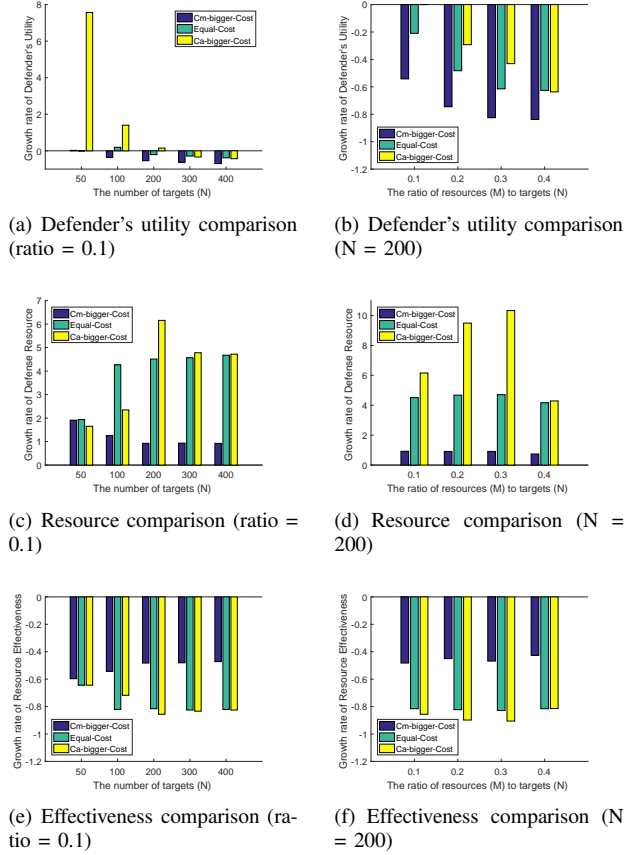 8
6
4
2
0
Growth rate of Defender's Utility
Cm-bigger-Cost
Equal-Cost
Ca-bigger-Cost
50 100 200 300 400
The number of targets (N)
(a) Defender's utility comparison
(ratio = 0.1)
0
-0.2
-0.4
-0.6
-0.8
-1
-1.2
Growth rate of Defender's Utility
Cm-bigger-Cost
Equal-Cost
Ca-bigger-Cost
0.1 0.2 0.3 0.4
The ratio of resources (M) to targets (N)
(b) Defender's utility comparison
(N = 200)
7
6
5
4
3
2
1
0
Growth rate of Defense Resource
Cm-bigger-Cost
Equal-Cost
Ca-bigger-Cost
50 100 200 300 400
The number of targets (N)
(c) Resource comparison (ratio =
0.1)
10
8
6
4
2
0
Growth rate of Defense Resource
Cm-bigger-Cost
Equal-Cost
Ca-bigger-Cost
0.1 0.2 0.3 0.4
The ratio of resources (M) to targets (N)
(d) Resource comparison (N =
200)
0
-0.2
-0.4
-0.6
-0.8
-1
-1.2
Growth rate of Resource Effectiveness
Cm-bigger-Cost
Equal-Cost
Ca-bigger-Cost
50 100 200 300 400
The number of targets (N)
(e) Effectiveness comparison (ra-
tio = 0.1)
0
-0.2
-0.4
-0.6
-0.8
-1
-1.2
Growth rate of Resource Effectiveness
Cm-bigger-Cost
Equal-Cost
Ca-bigger-Cost
0.1 0.2 0.3 0.4
The ratio of resources (M) to targets (N)
(f) Effectiveness comparison (N
= 200)